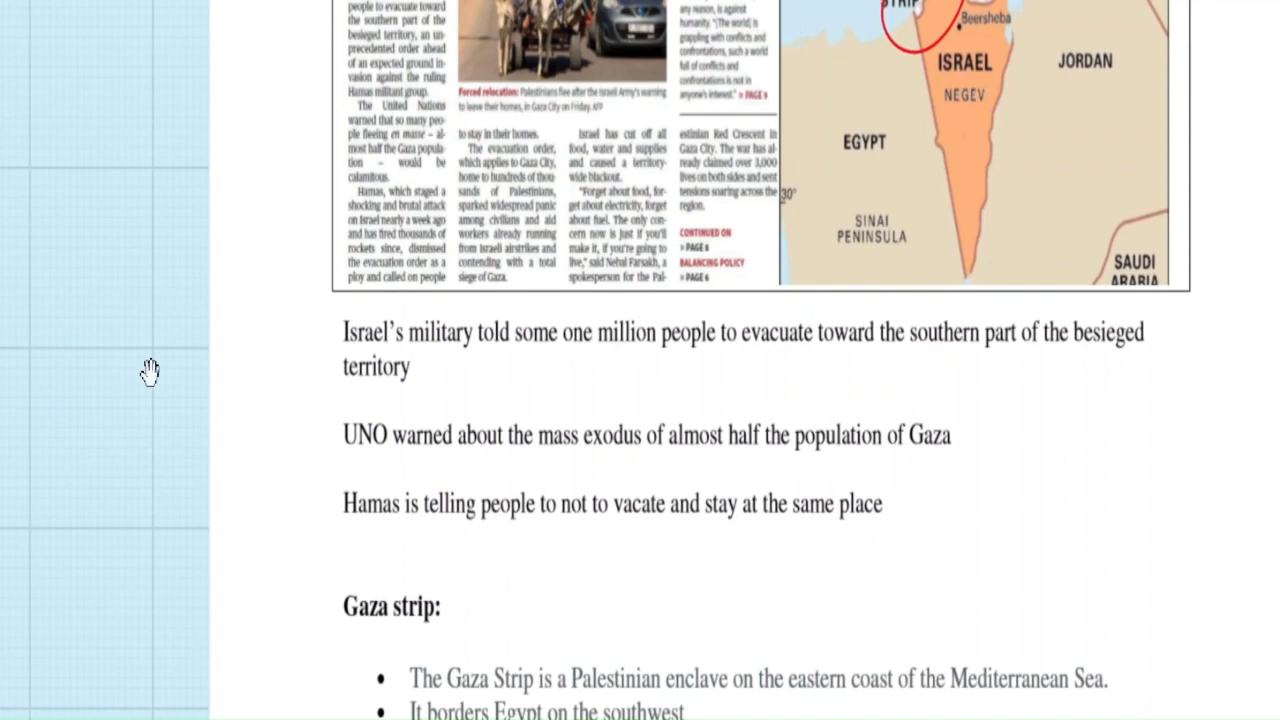 people to evacuate toward
the southern part of the
besieged territory, an un-
precedented order ahead
of an expected ground in-
vasion against the ruling
Hamas militant group.
The United Nations
warned that so many peo-
ple fleeing en masse – al-
most half the Gaza popula-
tion – would be
calamitous.
Hamas, which staged a
shocking and brutal attack
on Israel nearly a week ago
and has fired thousands of
rockets since, dismissed
the evacuation order as a
ploy and called on people
Forced relocation: Palestinians flee after the Israeli Army's warning
to leave their homes, in Gaza City on Friday. AFP
to stay in their homes.
The evacuation order,
which applies to Gaza City,
home to hundreds of thou-
sands of Palestinians,
sparked widespread panic
among civilians and aid
workers already running
from Israeli airstrikes and
contending with a total
siege of Gaza.
Israel has cut off all
food, water and supplies
and caused a territory-
wide blackout.
"Forget about food, for-
get about electricity, forget
about fuel. The only con-
cern now is just if you'll
make it, if you're going to
live," said Nebal Farsakh, a
spokesperson for the Pal-
any reason, is against
humanity. "[The world] is
grappling with conflicts and
confrontations, such a world
full of conflicts and
confrontations is not in
anyone's interest." » PAGE 9
estinian Red Crescent in
Gaza City. The war has al-
ready claimed over 3,000
lives on both sides and sent
tensions soaring across the
region.
CONTINUED ON
» PAGE 8
BALANCING POLICY
» PAGE 6
STRIP
Beersheba
ISRAEL
NEGEV
JORDAN
EGYPT
30°
SINAI
PENINSULA
SAUDI
ARABIA
Israel's military told some one million people to evacuate toward the southern part of the besieged
territory
UNO warned about the mass exodus of almost half the population of Gaza
Hamas is telling people to not to vacate and stay at the same place
Gaza strip:
• The Gaza Strip is a Palestinian enclave on the eastern coast of the Mediterranean Sea.
• It borders Egypt on the southwest